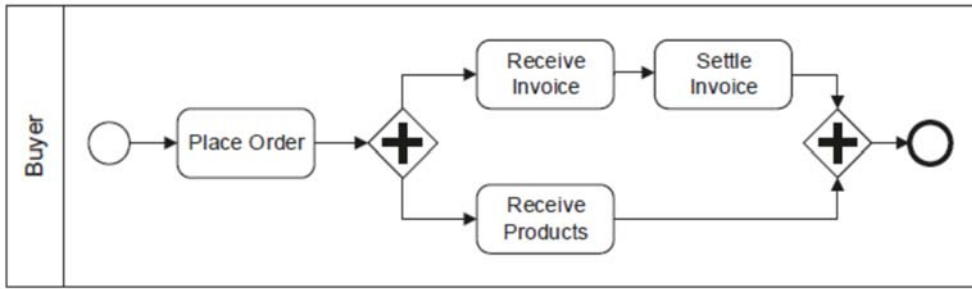 Buyer
Place Order
Receive
Invoice
Settle
Invoice
Receive
Products